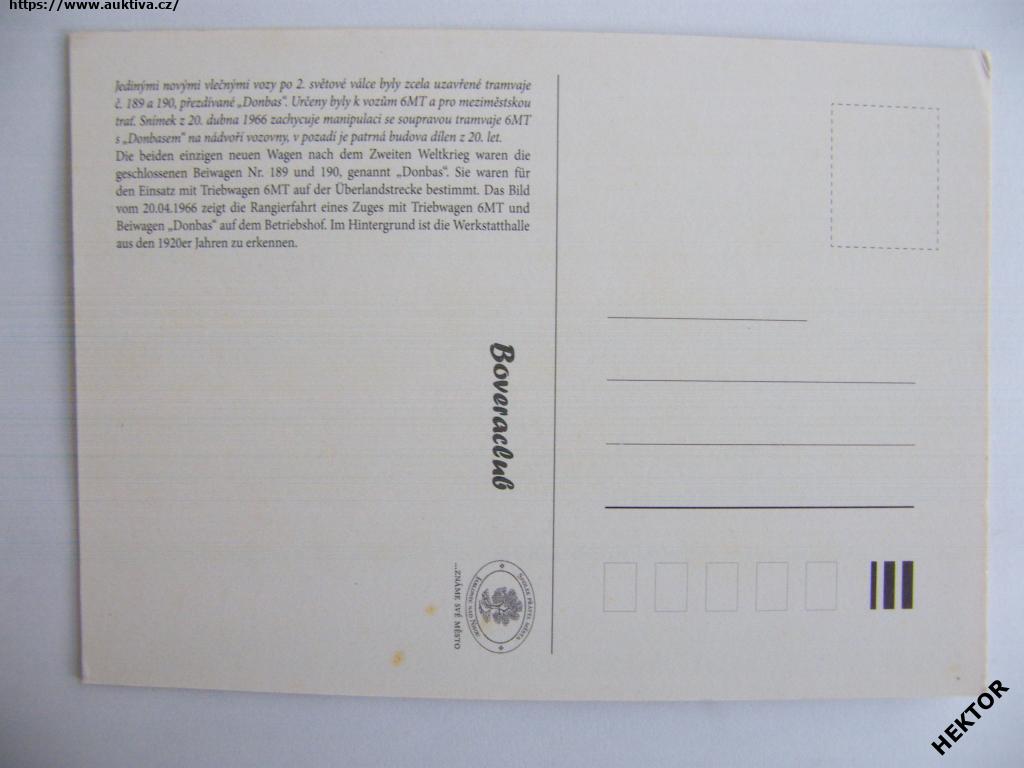 https://www.auktiva.cz/
Jedinými novými vlečnými vozy po 2. světové válce byly zcela uzavřené tramvaje
č. 189 a 190, přezdívané „Donbas“. Určeny byly k vozům 6MT a pro meziměstskou
trať. Snímek z 20. dubna 1966 zachycuje manipulaci se soupravou tramvaje 6MT
s „Donbasem“ na nádvoří vozovny, v pozadí je patrná budova dílen z 20. let.
Die beiden einzigen neuen Wagen nach dem Zweiten Weltkrieg waren die
geschlossenen Beiwagen Nr. 189 und 190, genannt „Donbas“. Sie waren für
den Einsatz mit Triebwagen 6MT auf der Überlandstrecke bestimmt. Das Bild
vom 20.04.1966 zeigt die Rangierfahrt eines Zuges mit Triebwagen 6MT und
Beiwagen „Donbas“ auf dem Betriebshof. Im Hintergrund ist die Werkstatthalle
aus den 1920er Jahren zu erkennen.
Boveraclub
Spolek přátel města
Jablonec nad Nisou
...ZNÁME SVÉ MĚSTO
HEKTOR